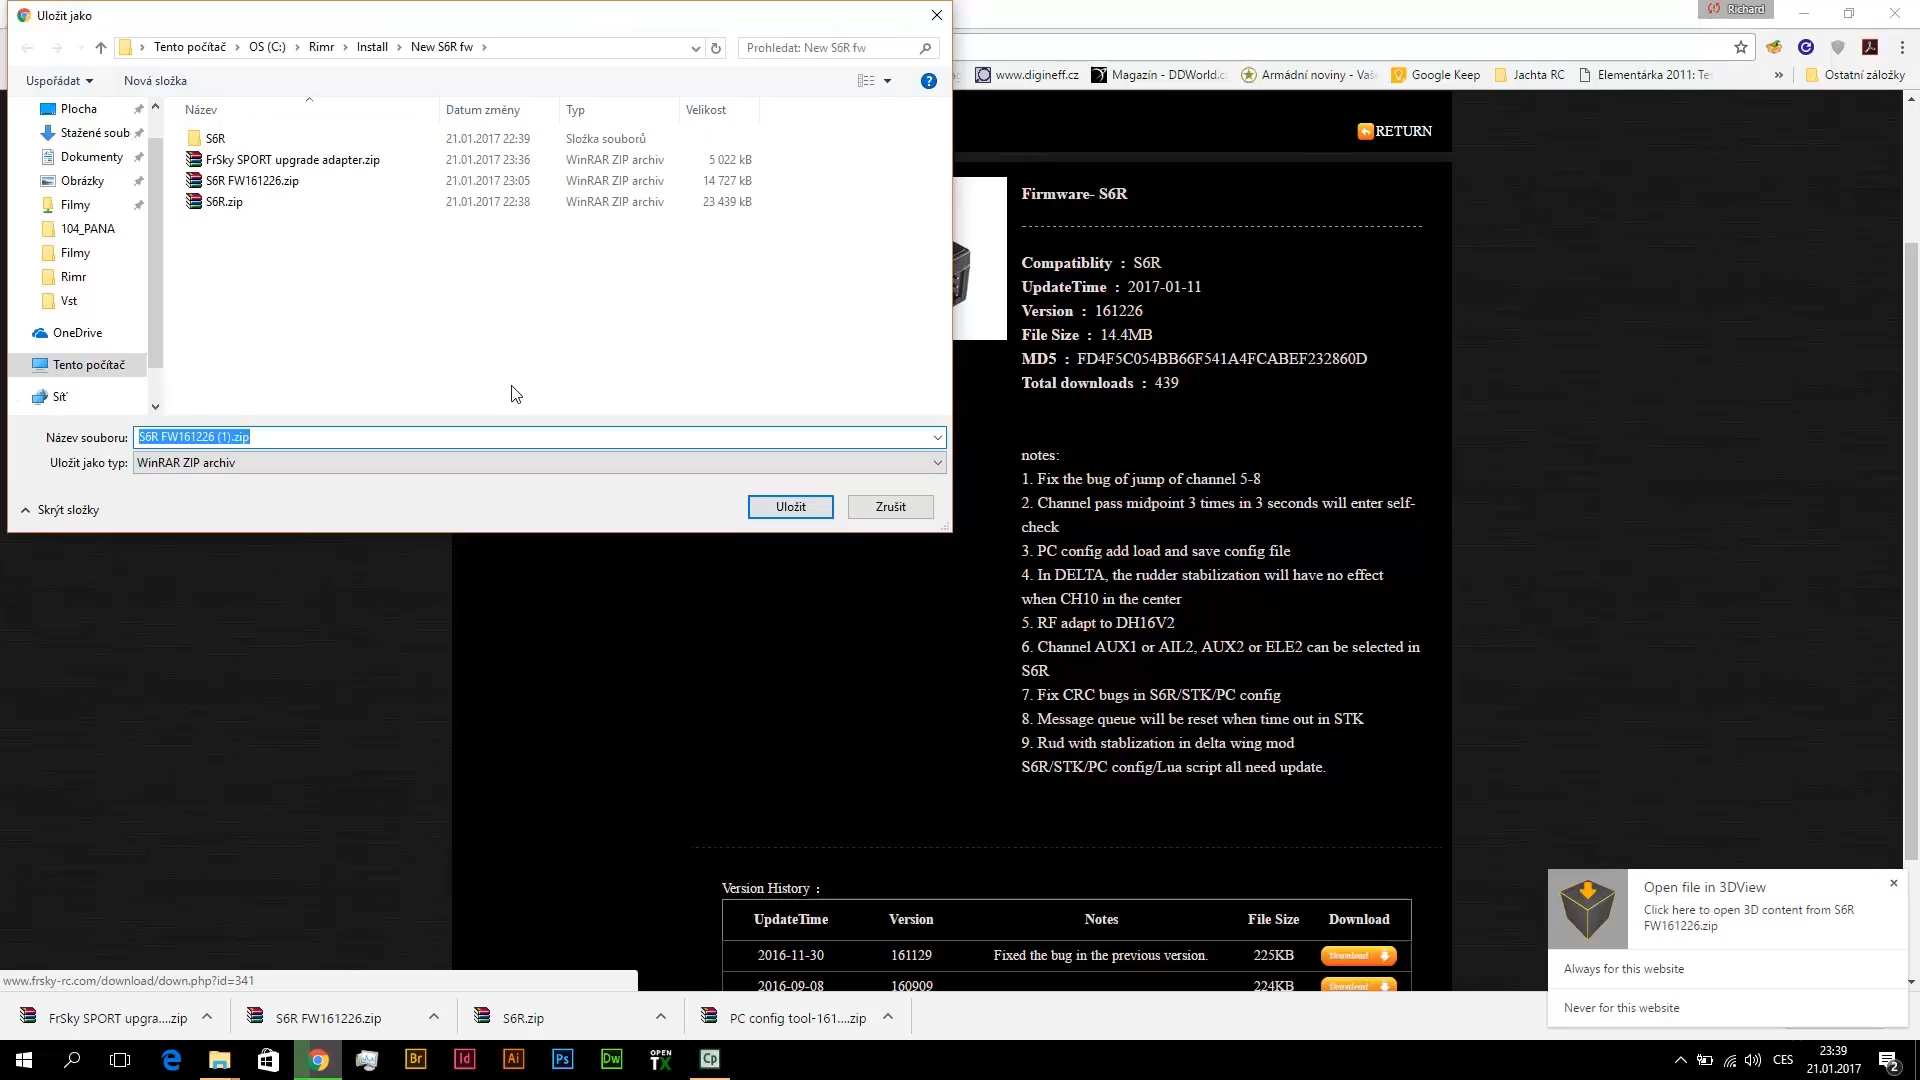 Uložit jako
Richard
Tento počítač
OS (C:)
Rimr
Install
New S6R fw
Prohledat: New S6R fw
Uspořádat
Nová složka
www.digineff.cz
Magazín - DDWorld.c
Armádní noviny - Vaš
Google Keep
Jachta RC
Elementárka 2011: Te
»
Ostatní záložky
Plocha
Stažené soub
Dokumenty
Obrázky
Filmy
104_PANA
Filmy
Rimr
Vst
OneDrive
Tento počítač
Síť
Název
Datum změny
Typ
Velikost
S6R
21.01.2017 22:39
Složka souborů
FrSky SPORT upgrade adapter.zip
21.01.2017 23:36
WinRAR ZIP archiv
5 022 kB
S6R FW161226.zip
21.01.2017 23:05
WinRAR ZIP archiv
14 727 kB
S6R.zip
21.01.2017 22:38
WinRAR ZIP archiv
23 439 kB
Název souboru:
S6R FW161226 (1).zip
Uložit jako typ:
WinRAR ZIP archiv
Skrýt složky
Uložit
Zrušit
RETURN
Firmware- S6R
Compatiblity : S6R
UpdateTime : 2017-01-11
Version : 161226
File Size : 14.4MB
MD5 : FD4F5C054BB66F541A4FCABEF232860D
Total downloads : 439
notes:
1. Fix the bug of jump of channel 5-8
2. Channel pass midpoint 3 times in 3 seconds will enter self-
check
3. PC config add load and save config file
4. In DELTA, the rudder stabilization will have no effect
when CH10 in the center
5. RF adapt to DH16V2
6. Channel AUX1 or AIL2, AUX2 or ELE2 can be selected in
S6R
7. Fix CRC bugs in S6R/STK/PC config
8. Message queue will be reset when time out in STK
9. Rud with stablization in delta wing mod
S6R/STK/PC config/Lua script all need update.
Version History :
UpdateTime
Version
Notes
File Size
Download
2016-11-30
161129
Fixed the bug in the previous version.
225KB
Download
2016-09-08
160909
224KB
Download
Open file in 3DView
Click here to open 3D content from S6R
FW161226.zip
Always for this website
Never for this website
www.frsky-rc.com/download/down.php?id=341
FrSky SPORT upgra....zip
S6R FW161226.zip
S6R.zip
PC config tool-161....zip
Br
Id
Ai
Ps
Dw
OPEN
TX
Cp
CES
23:39
21.01.2017
2